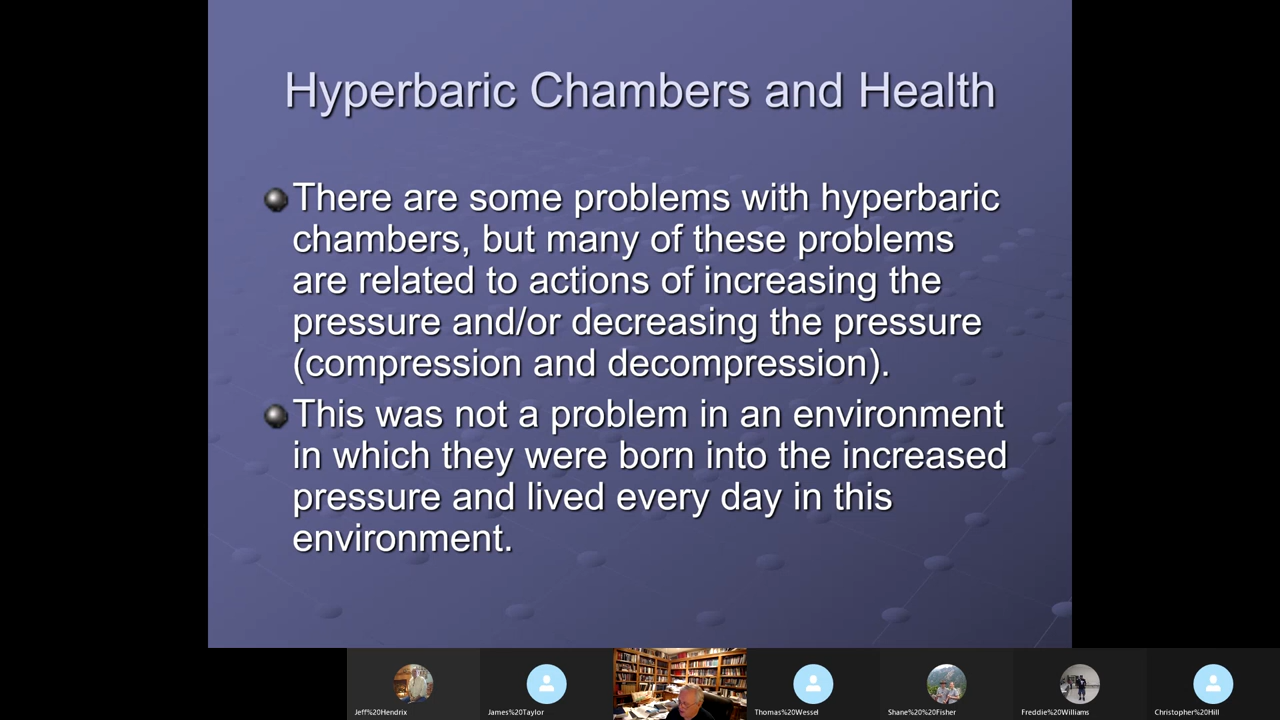 Hyperbaric Chambers and Health
There are some problems with hyperbaric
chambers, but many of these problems
are related to actions of increasing the
pressure and/or decreasing the pressure
(compression and decompression).
This was not a problem in an environment
in which they were born into the increased
pressure and lived every day in this
environment.
Jeff%20Hendrix
James%20Taylor
Thomas%20Wessel
Shane%20%20Fisher
Freddie%20Williams
Christopher%20Hill